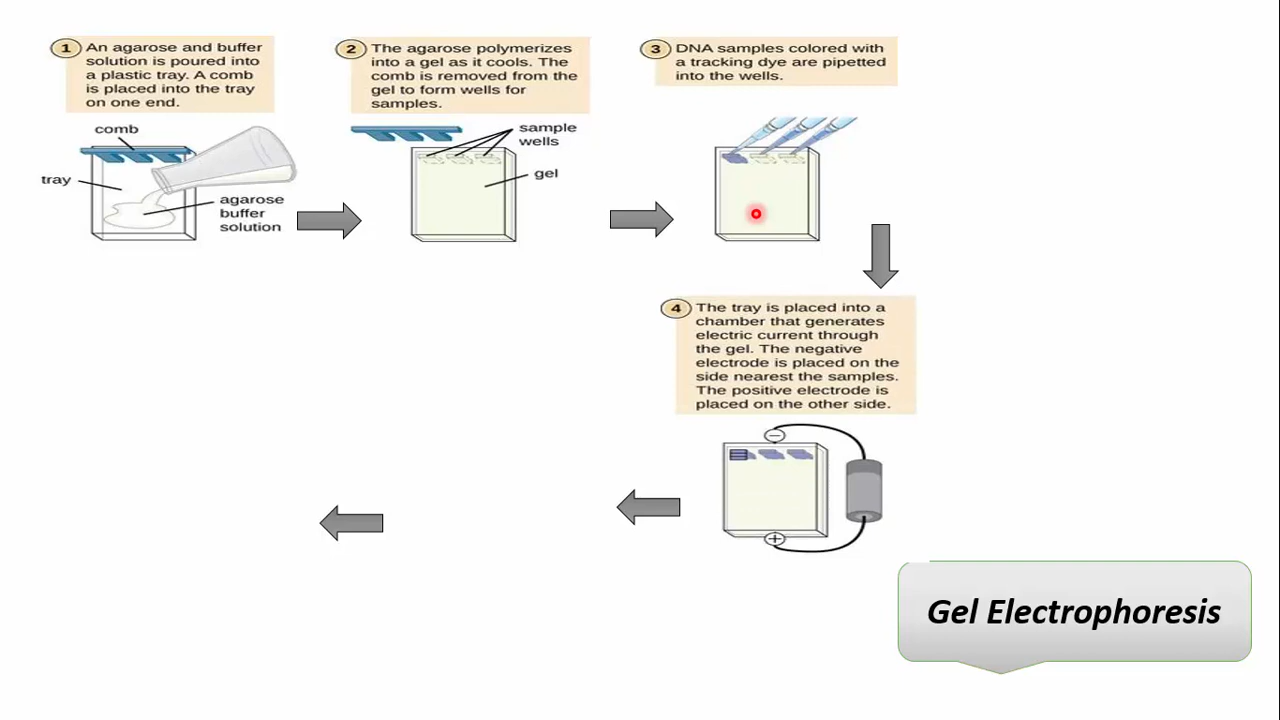 1 An agarose and buffer
solution is poured into
a plastic tray. A comb
is placed into the tray
on one end.
comb
tray
agarose
buffer
solution
2 The agarose polymerizes
into a gel as it cools. The
comb is removed from the
gel to form wells for
samples.
sample
wells
gel
3 DNA samples colored with
a tracking dye are pipetted
into the wells.
4 The tray is placed into a
chamber that generates
electric current through
the gel. The negative
electrode is placed on the
side nearest the samples.
The positive electrode is
placed on the other side.
−
+
Gel Electrophoresis